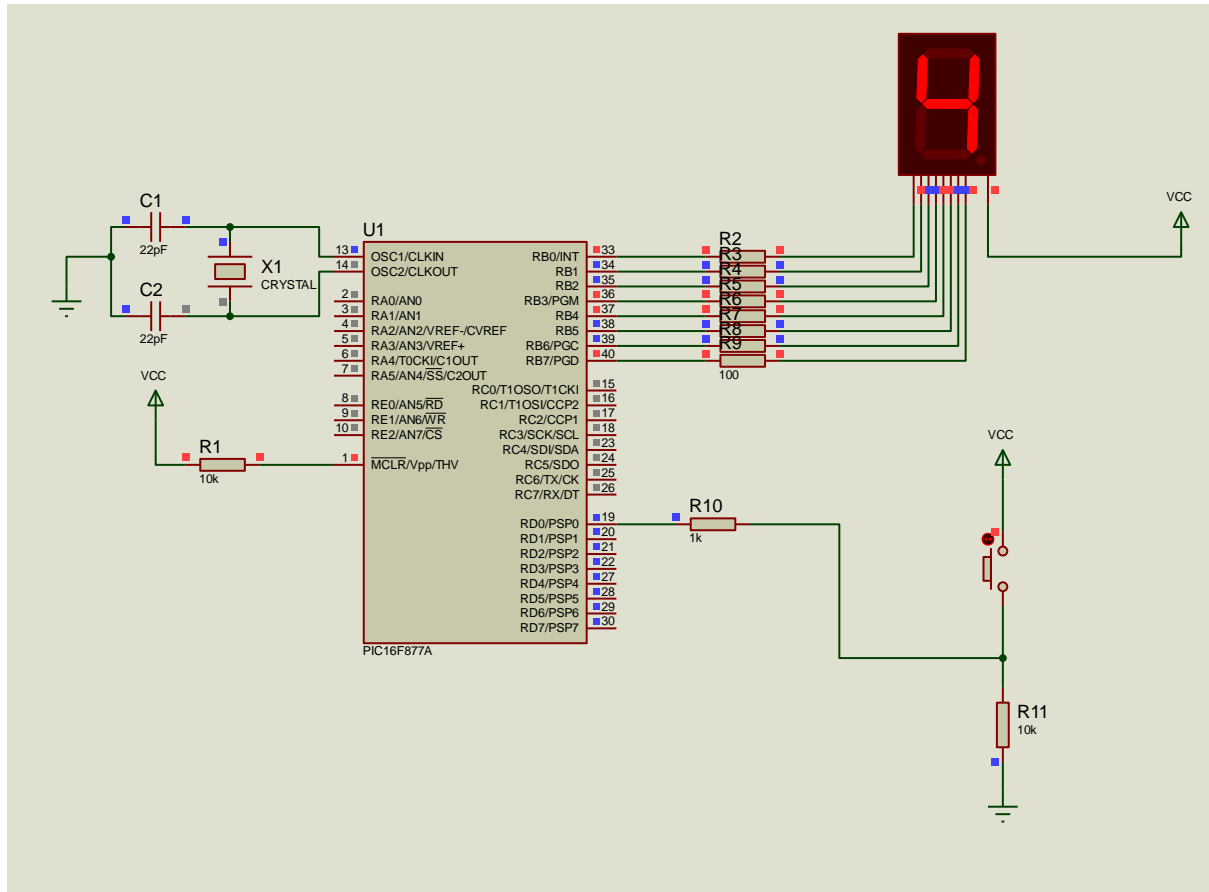 4
VCC
C1
22pF
X1
CRYSTAL
C2
22pF
VCC
R1
10k
U1
13
OSC1/CLKIN
14
OSC2/CLKOUT
2
RA0/AN0
3
RA1/AN1
4
RA2/AN2/VREF-/CVREF
5
RA3/AN3/VREF+
6
RA4/T0CKI/C1OUT
7
RA5/AN4/SS/C2OUT
8
RE0/AN5/RD
9
RE1/AN6/WR
10
RE2/AN7/CS
1
MCLR/Vpp/THV
RB0/INT
33
RB1
34
RB2
35
RB3/PGM
36
RB4
37
RB5
38
RB6/PGC
39
RB7/PGD
40
RC0/T1OSO/T1CKI
15
RC1/T1OSI/CCP2
16
RC2/CCP1
17
RC3/SCK/SCL
18
RC4/SDI/SDA
23
RC5/SDO
24
RC6/TX/CK
25
RC7/RX/DT
26
RD0/PSP0
19
RD1/PSP1
20
RD2/PSP2
21
RD3/PSP3
22
RD4/PSP4
27
RD5/PSP5
28
RD6/PSP6
29
RD7/PSP7
30
PIC16F877A
R2
R3
R4
R5
R6
R7
R8
R9
100
R10
1k
VCC
R11
10k